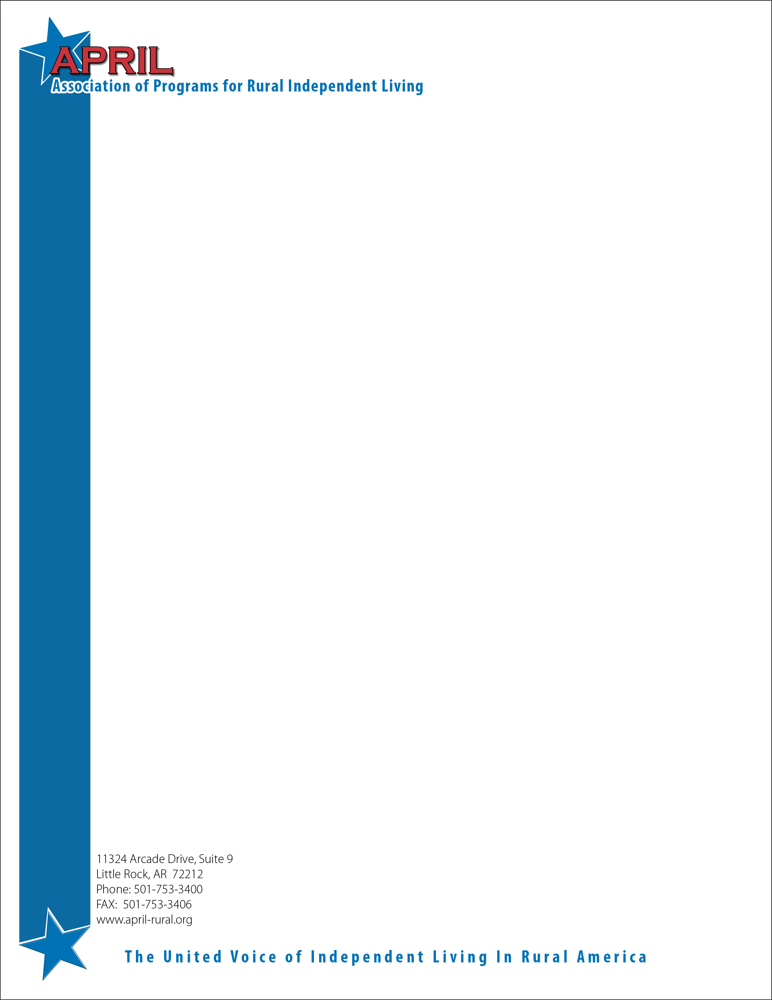 APRIL
Association of Programs for Rural Independent Living
11324 Arcade Drive, Suite 9
Little Rock, AR  72212
Phone: 501-753-3400
FAX:  501-753-3406
www.april-rural.org
The United Voice of Independent Living In Rural America